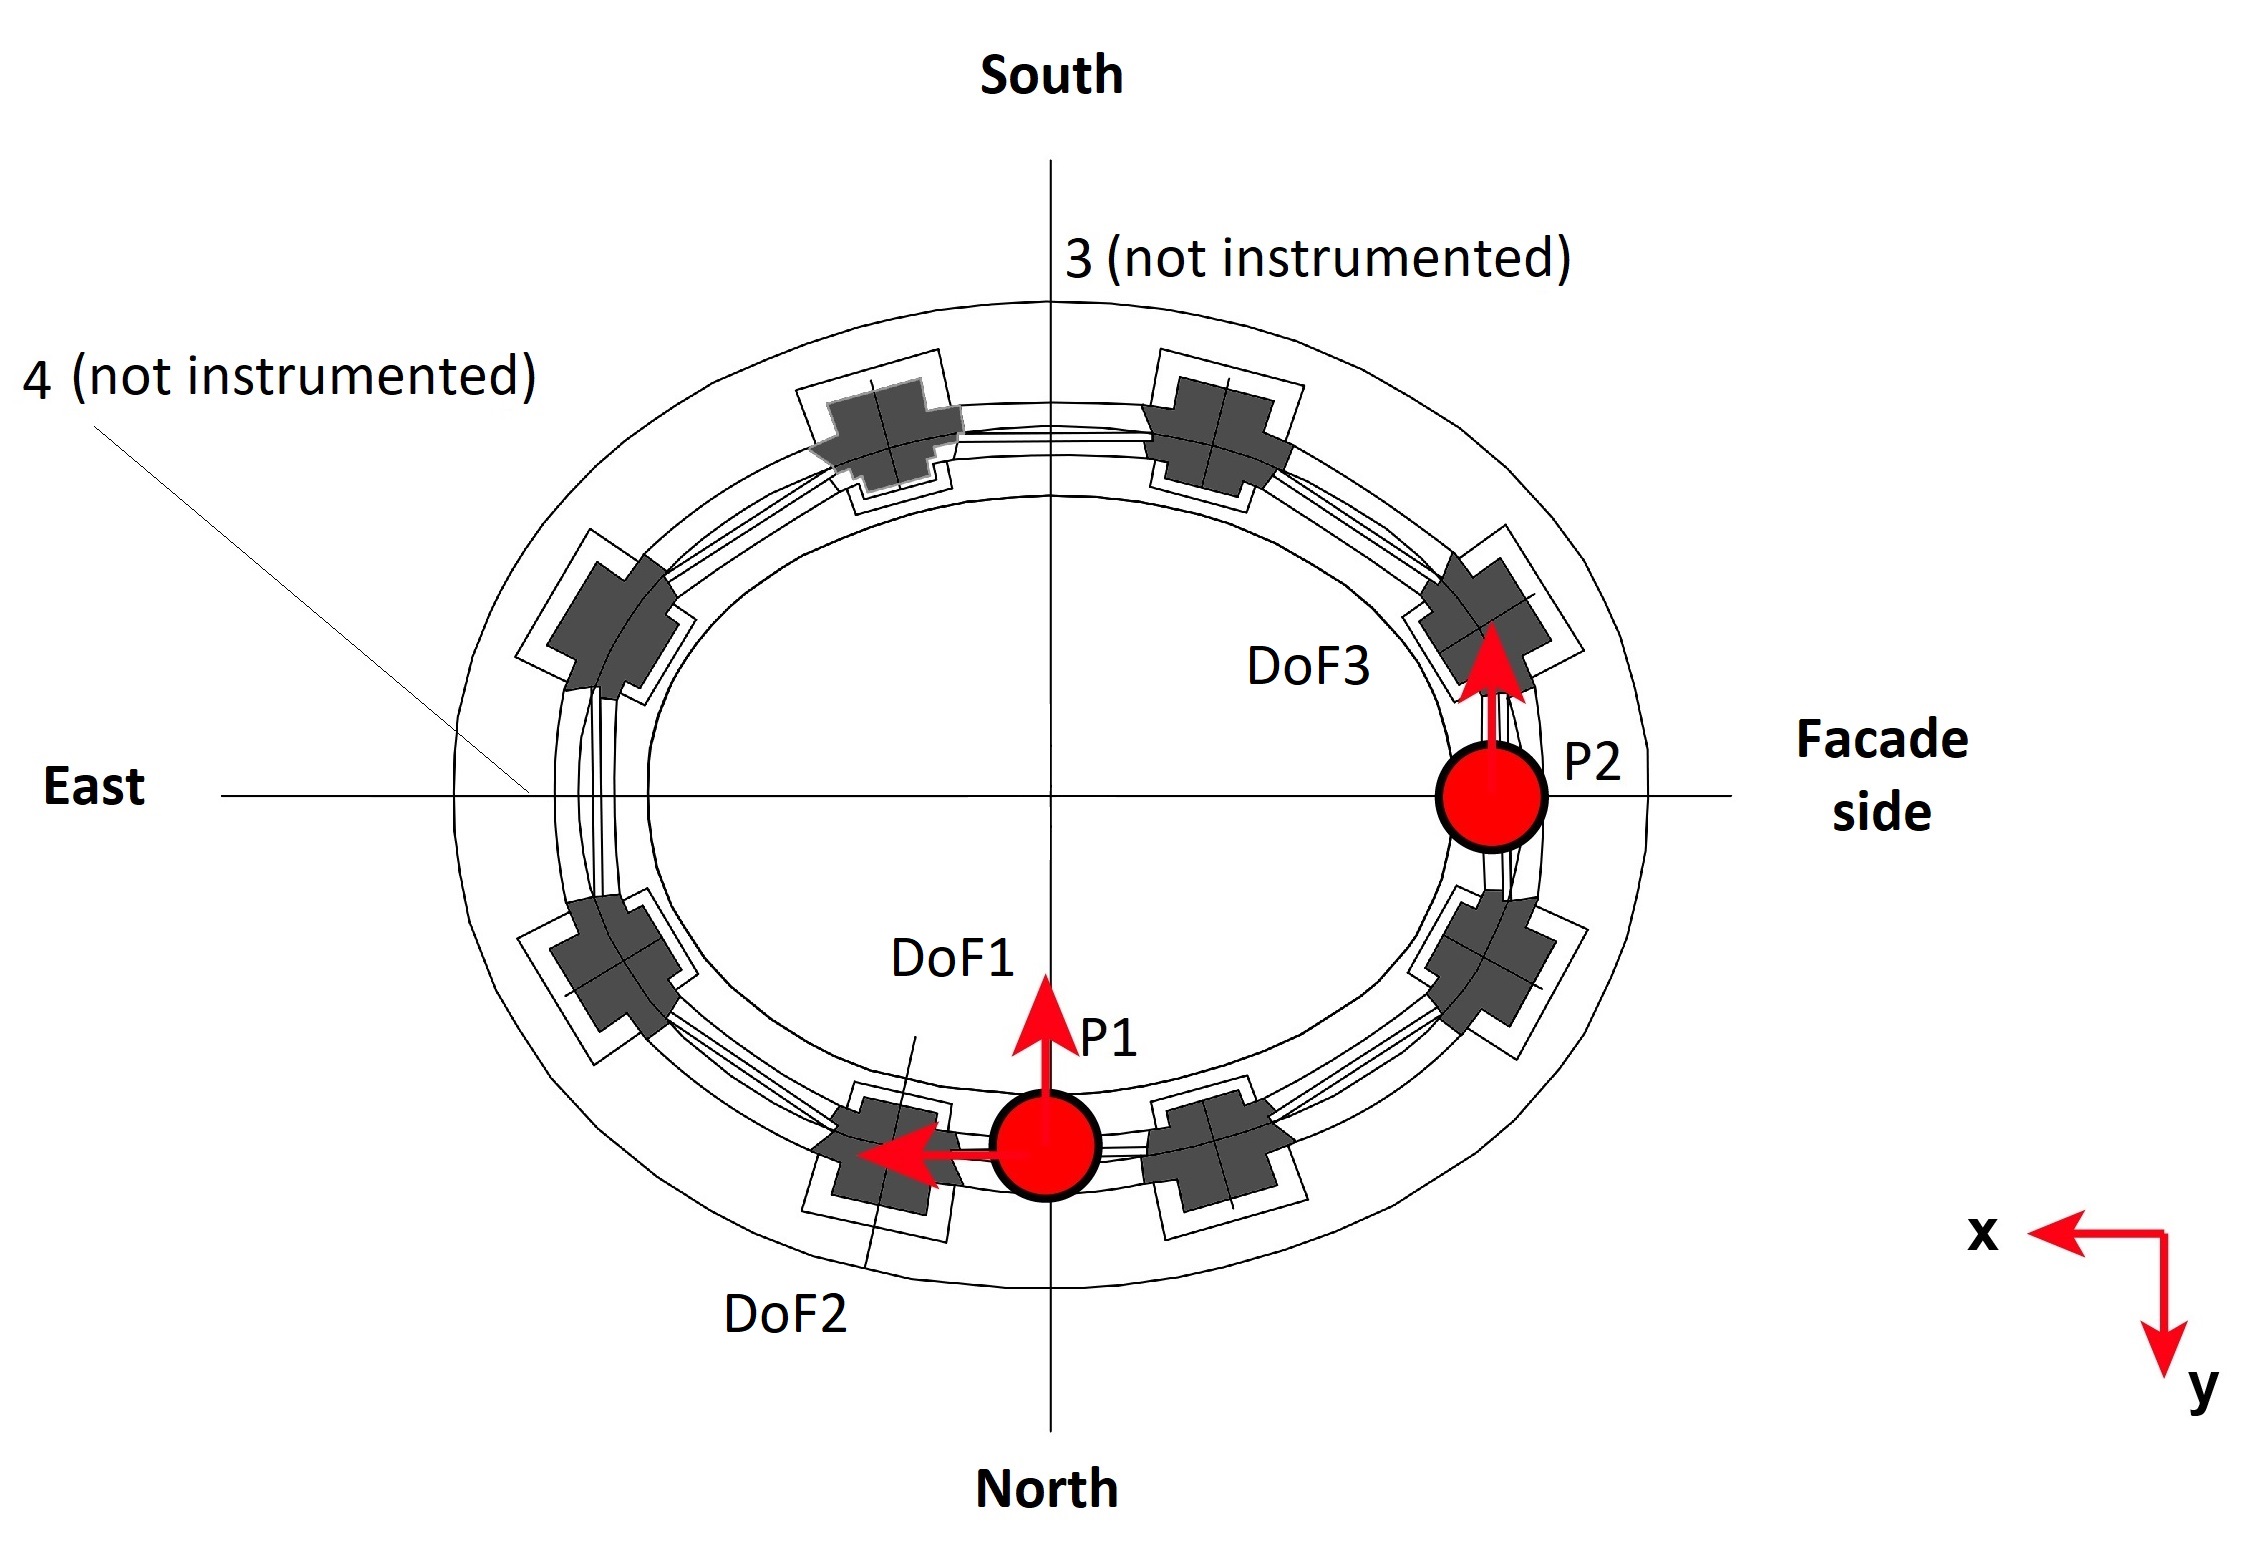 South
3 (not instrumented)
4 (not instrumented)
DoF3
Facade
side
P2
East
DoF1
P1
x
DoF2
y
North